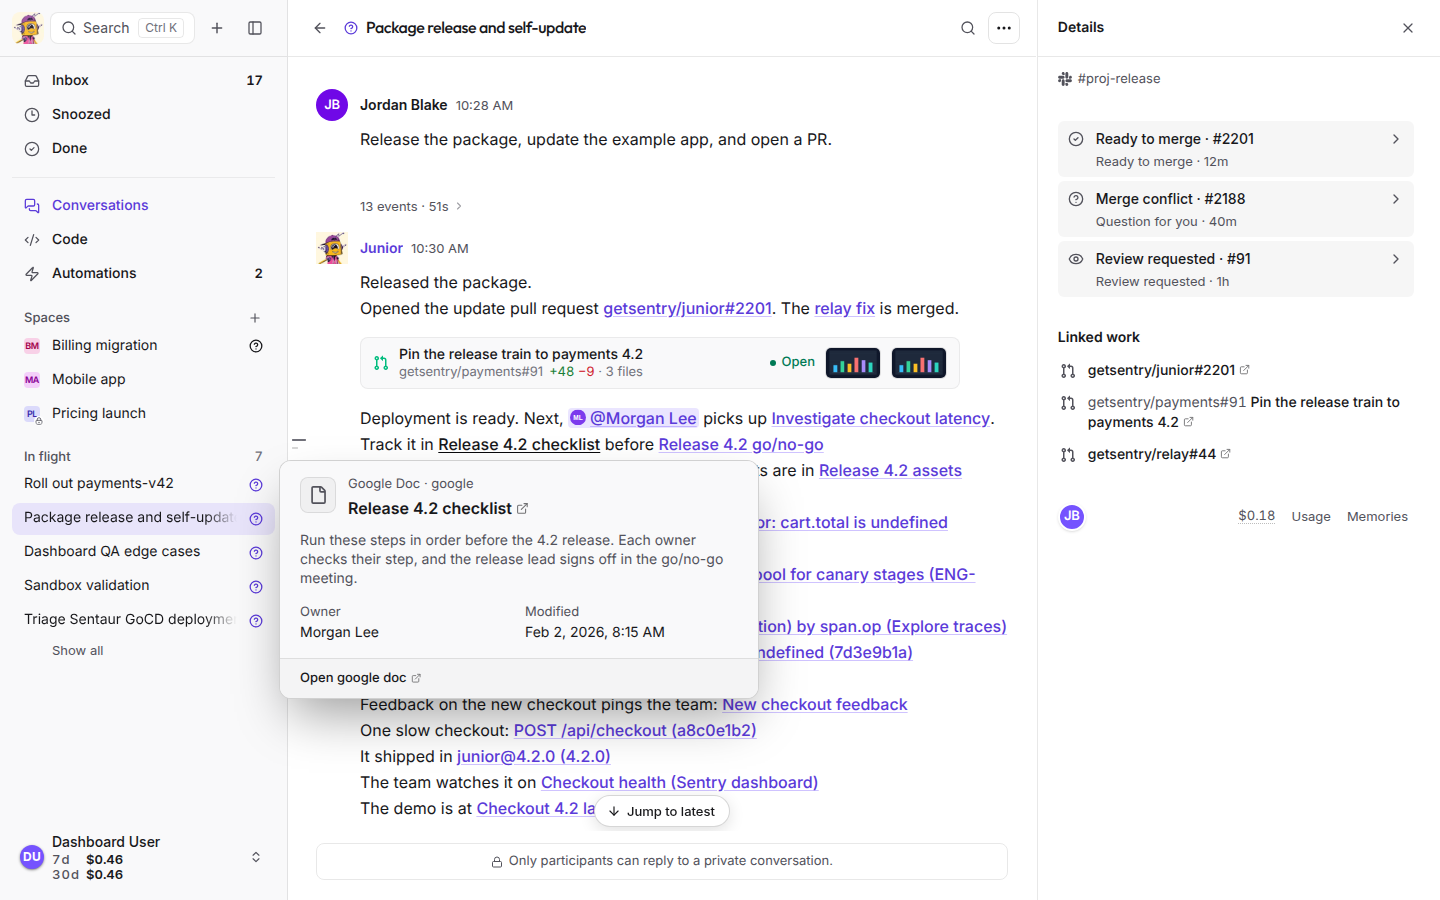 Search
Ctrl K
Inbox
17
Snoozed
Done
Conversations
Code
Automations
2
Spaces
BM
Billing migration
MA
Mobile app
PL
Pricing launch
In flight
7
Roll out payments-v42
Package release and self-updat
Dashboard QA edge cases
Sandbox validation
Triage Sentaur GoCD deployme
Show all
DU
Dashboard User
7d $0.46
30d $0.46
Package release and self-update
JB
Jordan Blake 10:28 AM
Release the package, update the example app, and open a PR.
13 events · 51s
Junior 10:30 AM
Released the package.
Opened the update pull request getsentry/junior#2201. The relay fix is merged.
Pin the release train to payments 4.2
getsentry/payments#91 +48 −9 · 3 files
Open
Deployment is ready. Next, ML @Morgan Lee picks up Investigate checkout latency.
Track it in Release 4.2 checklist before Release 4.2 go/no-go
s are in Release 4.2 assets
or: cart.total is undefined
ool for canary stages (ENG-
tion) by span.op (Explore traces)
ndefined (7d3e9b1a)
Google Doc · google
Release 4.2 checklist
Run these steps in order before the 4.2 release. Each owner
checks their step, and the release lead signs off in the go/no-go
meeting.
Owner
Morgan Lee
Modified
Feb 2, 2026, 8:15 AM
Open google doc
Feedback on the new checkout pings the team: New checkout feedback
One slow checkout: POST /api/checkout (a8c0e1b2)
It shipped in junior@4.2.0 (4.2.0)
The team watches it on Checkout health (Sentry dashboard)
The demo is at Checkout 4.2 la
Jump to latest
Only participants can reply to a private conversation.
Details
#proj-release
Ready to merge · #2201
Ready to merge · 12m
Merge conflict · #2188
Question for you · 40m
Review requested · #91
Review requested · 1h
Linked work
getsentry/junior#2201
getsentry/payments#91 Pin the release train to
payments 4.2
getsentry/relay#44
JB
$0.18
Usage
Memories